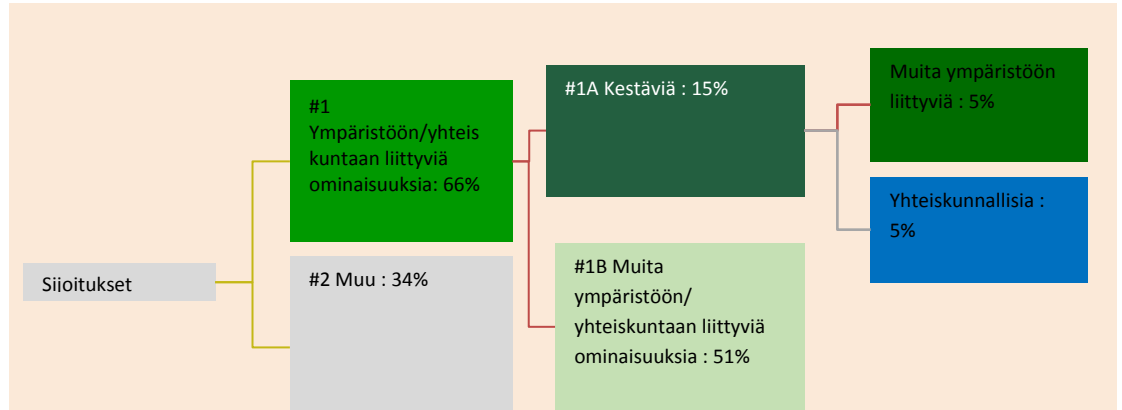 Sijoitukset
#1
Ympäristöön/yhteis
kuntaan liittyviä
ominaisuuksia: 66%
#2 Muu : 34%
#1A Kestäviä : 15%
#1B Muita
ympäristöön/
yhteiskuntaan liittyviä
ominaisuuksia : 51%
Muita ympäristöön
liittyviä : 5%
Yhteiskunnallisia :
5%